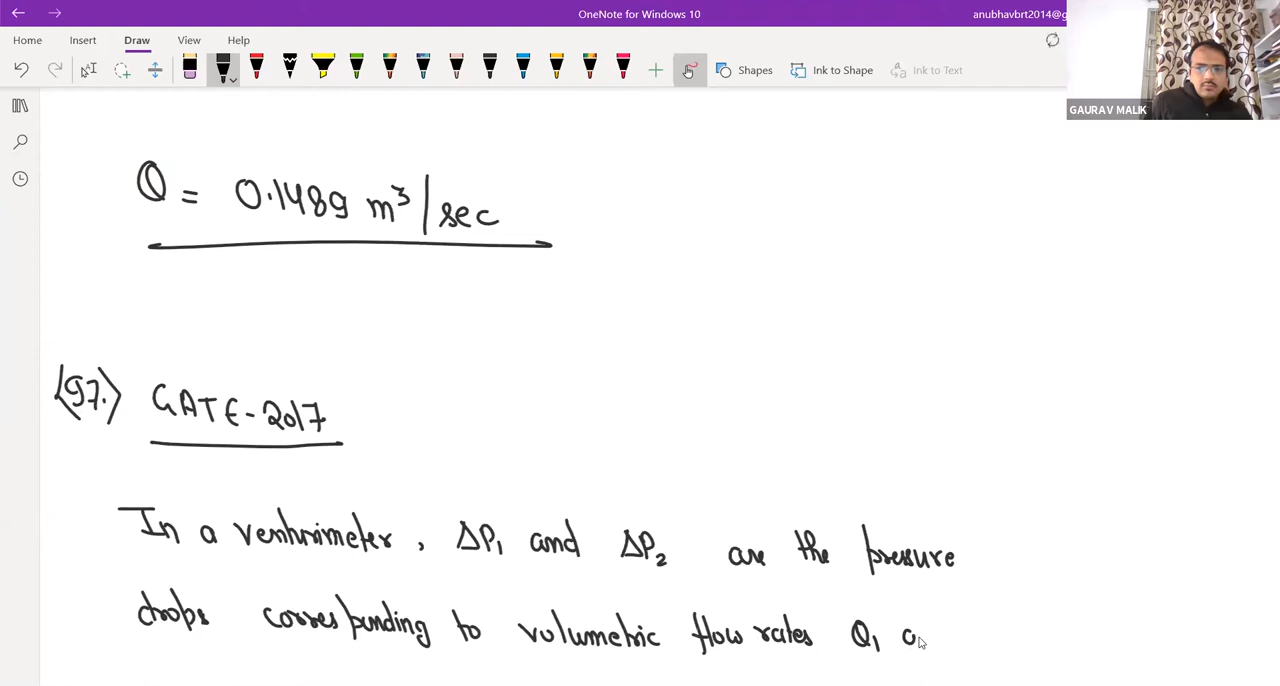 OneNote for Windows 10
anubhavbrt2014@g
Home Insert Draw View Help
Shapes Ink to Shape Ink to Text
GAURAV MALIK
Q = 0.1489 m³/sec
<97.> GATE-2017
In a venturimeter, ΔP₁ and ΔP₂ are the pressure
drops corresponding to volumetric flow rates Q₁ a